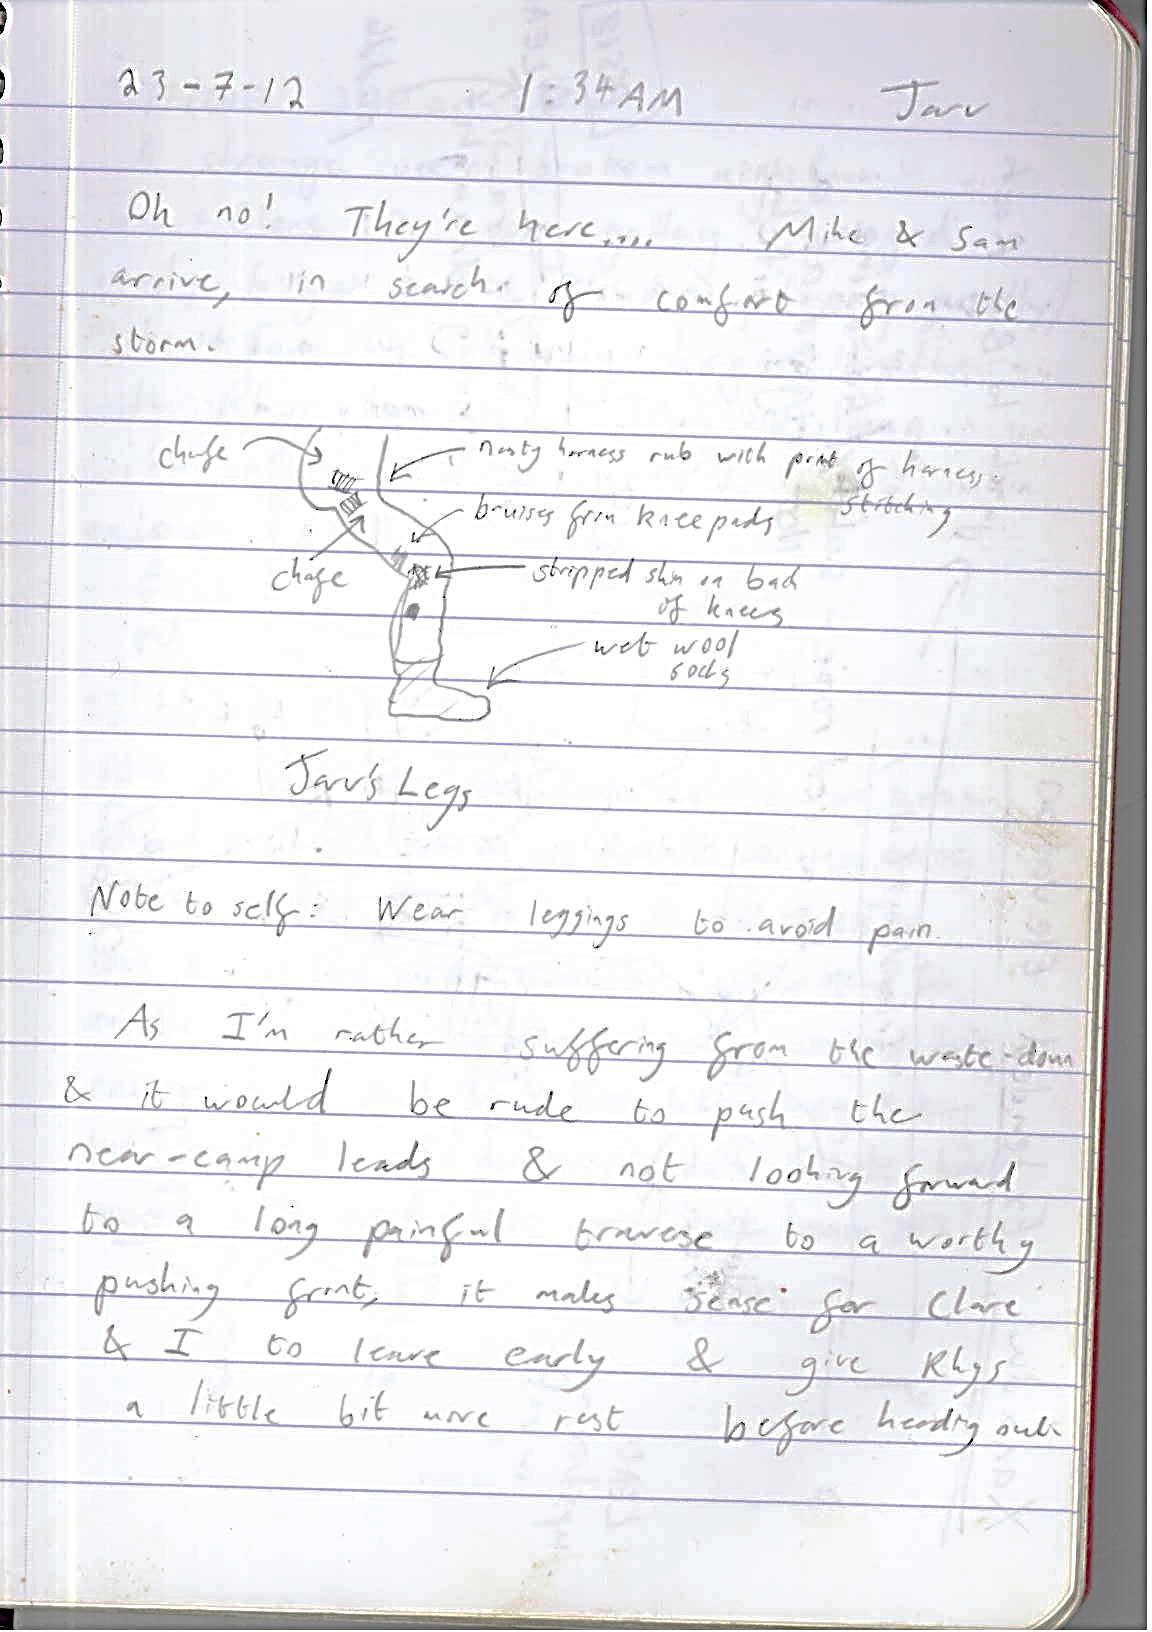 23-7-12 1:34AM Jarv
Oh no! They're here.... Mike & Sam
arrive, in search of comfort from the
storm.
chafe
nasty harness rub with print of harness
stitching
bruises from kneepads
chafe
stripped skin on back
of knees
wet wool
socks
Jarv's Legs
Note to self: Wear leggings to avoid pain.
As I'm rather suffering from the waste-down
& it would be rude to push the
near-camp leads & not looking forward
to a long painful traverse to a worthy
pushing front, it makes sense for Clare
& I to leave early & give Rhys
a little bit more rest before heading out.